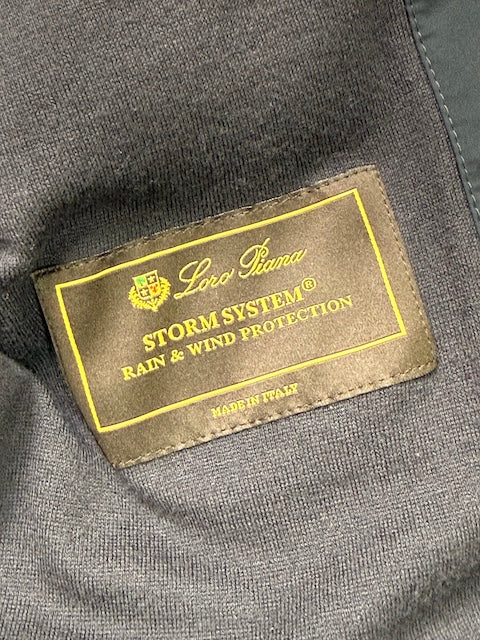 Loro Piana
STORM SYSTEM®
RAIN & WIND PROTECTION
MADE IN ITALY